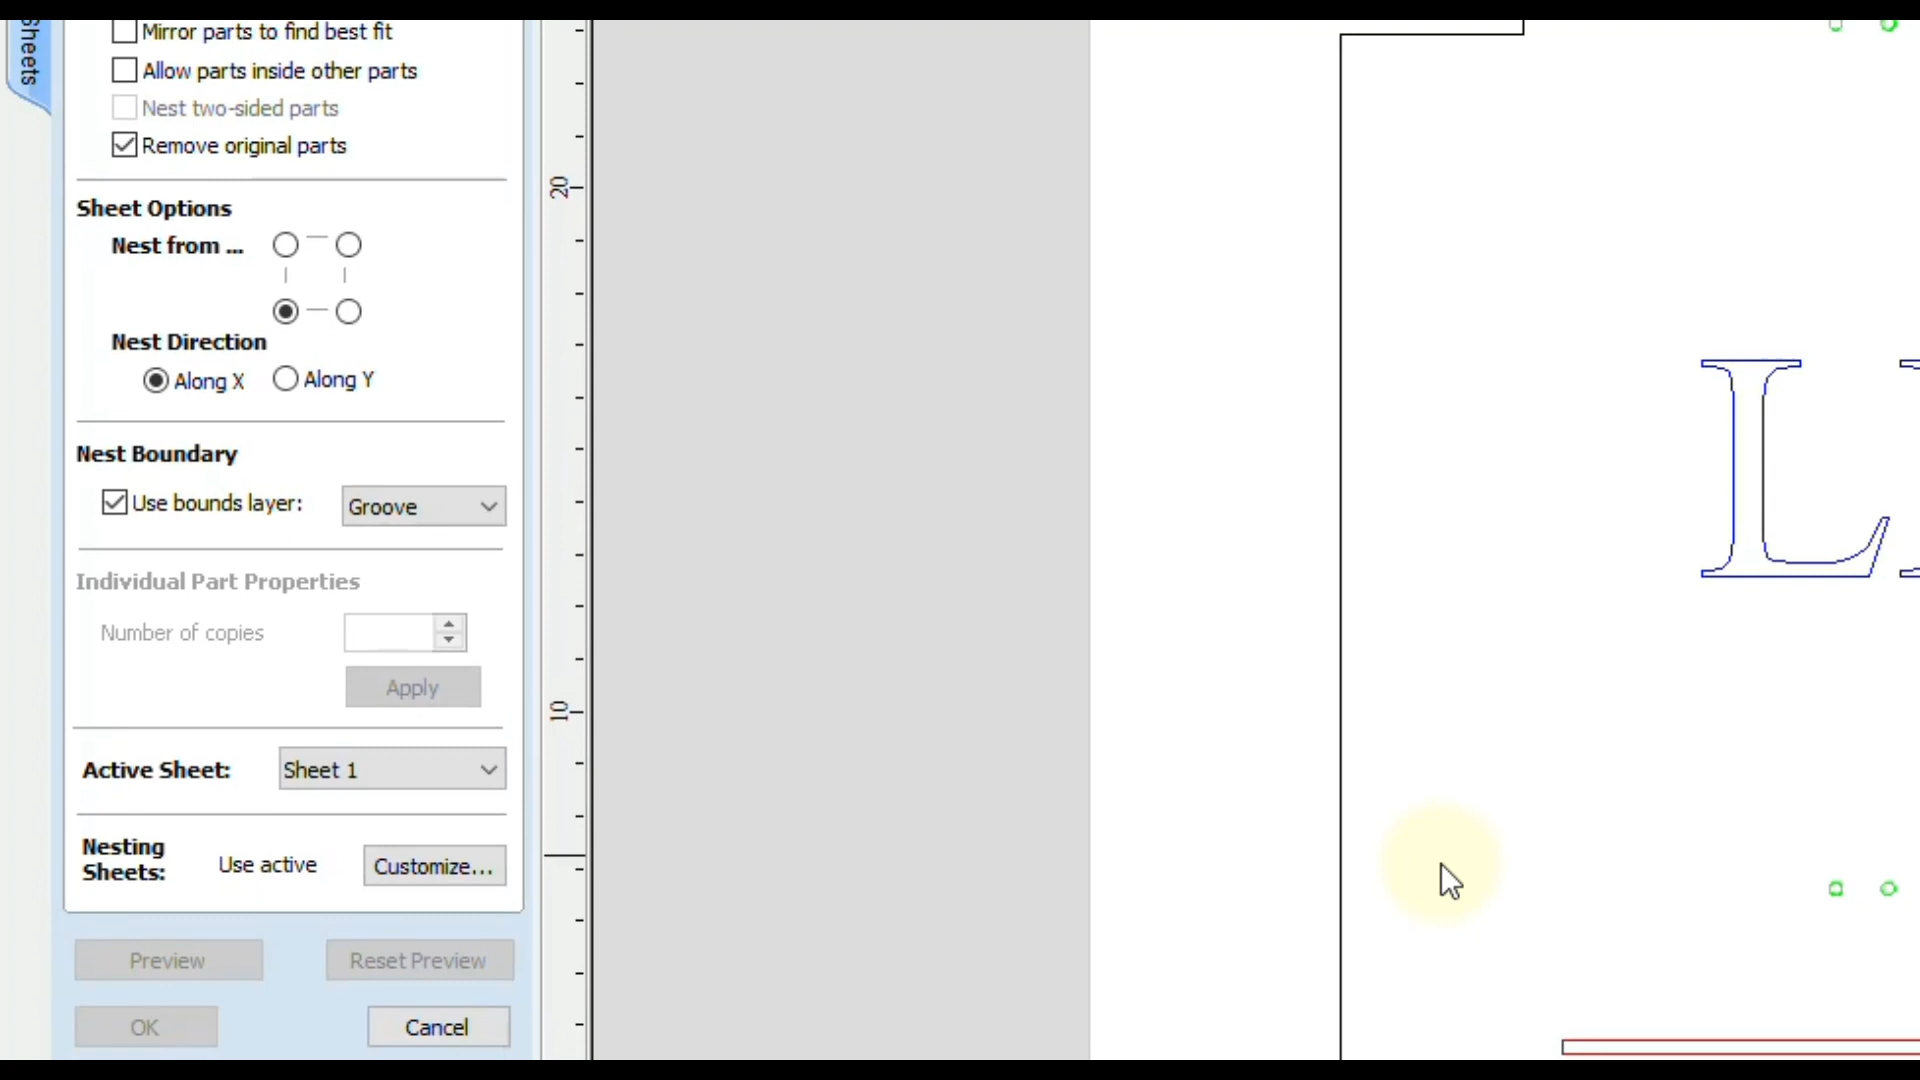 Sheets
Mirror parts to find best fit
Allow parts inside other parts
Nest two-sided parts
Remove original parts
Sheet Options
Nest from ...
Nest Direction
Along X Along Y
Nest Boundary
Use bounds layer: Groove
Individual Part Properties
Number of copies
Apply
Active Sheet: Sheet 1
Nesting Sheets: Use active Customize...
Preview Reset Preview
OK Cancel
20
10
L